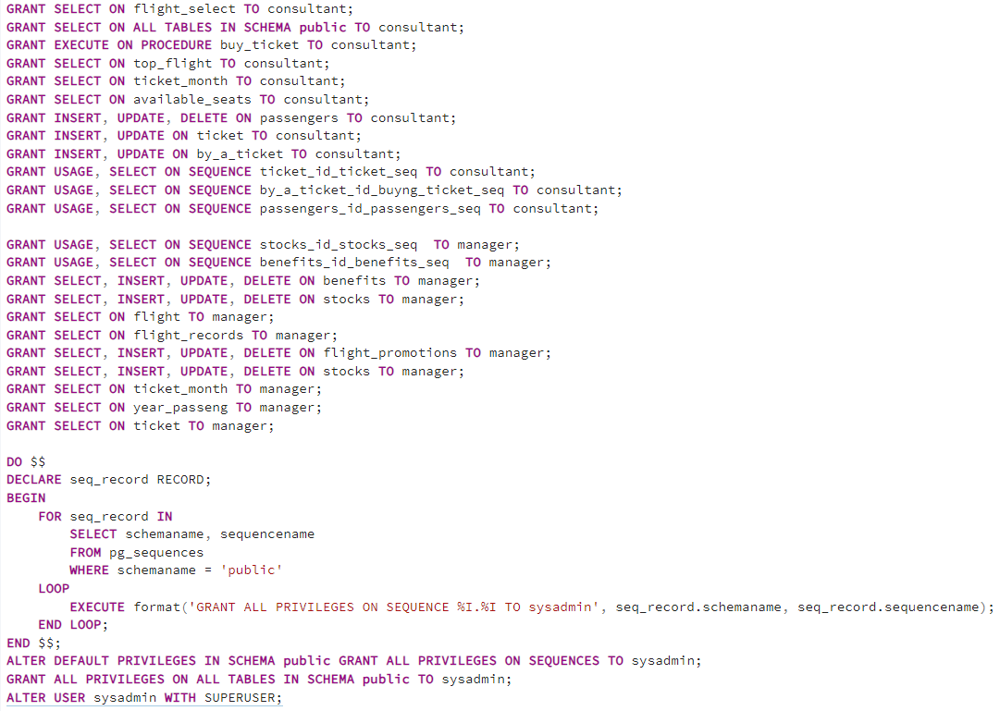 GRANT SELECT ON flight_select TO consultant;
GRANT SELECT ON ALL TABLES IN SCHEMA public TO consultant;
GRANT EXECUTE ON PROCEDURE buy_ticket TO consultant;
GRANT SELECT ON top_flight TO consultant;
GRANT SELECT ON ticket_month TO consultant;
GRANT SELECT ON available_seats TO consultant;
GRANT INSERT, UPDATE, DELETE ON passengers TO consultant;
GRANT INSERT, UPDATE ON ticket TO consultant;
GRANT INSERT, UPDATE ON by_a_ticket TO consultant;
GRANT USAGE, SELECT ON SEQUENCE ticket_id_ticket_seq TO consultant;
GRANT USAGE, SELECT ON SEQUENCE by_a_ticket_id_buyng_ticket_seq TO consultant;
GRANT USAGE, SELECT ON SEQUENCE passengers_id_passengers_seq TO consultant;

GRANT USAGE, SELECT ON SEQUENCE stocks_id_stocks_seq  TO manager;
GRANT USAGE, SELECT ON SEQUENCE benefits_id_benefits_seq  TO manager;
GRANT SELECT, INSERT, UPDATE, DELETE ON benefits TO manager;
GRANT SELECT, INSERT, UPDATE, DELETE ON stocks TO manager;
GRANT SELECT ON flight TO manager;
GRANT SELECT ON flight_records TO manager;
GRANT SELECT, INSERT, UPDATE, DELETE ON flight_promotions TO manager;
GRANT SELECT, INSERT, UPDATE, DELETE ON stocks TO manager;
GRANT SELECT ON ticket_month TO manager;
GRANT SELECT ON year_passeng TO manager;
GRANT SELECT ON ticket TO manager;

DO $$
DECLARE seq_record RECORD;
BEGIN
    FOR seq_record IN
        SELECT schemaname, sequencename
        FROM pg_sequences
        WHERE schemaname = 'public'
    LOOP
        EXECUTE format('GRANT ALL PRIVILEGES ON SEQUENCE %I.%I TO sysadmin', seq_record.schemaname, seq_record.sequencename);
    END LOOP;
END $$;
ALTER DEFAULT PRIVILEGES IN SCHEMA public GRANT ALL PRIVILEGES ON SEQUENCES TO sysadmin;
GRANT ALL PRIVILEGES ON ALL TABLES IN SCHEMA public TO sysadmin;
ALTER USER sysadmin WITH SUPERUSER;